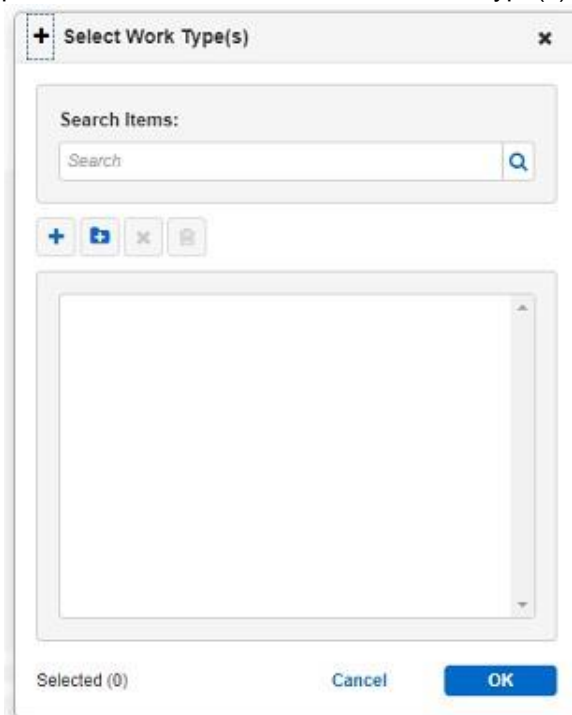 Select Work Type(s)
Search Items:
Search
Selected (0)
Cancel
OK